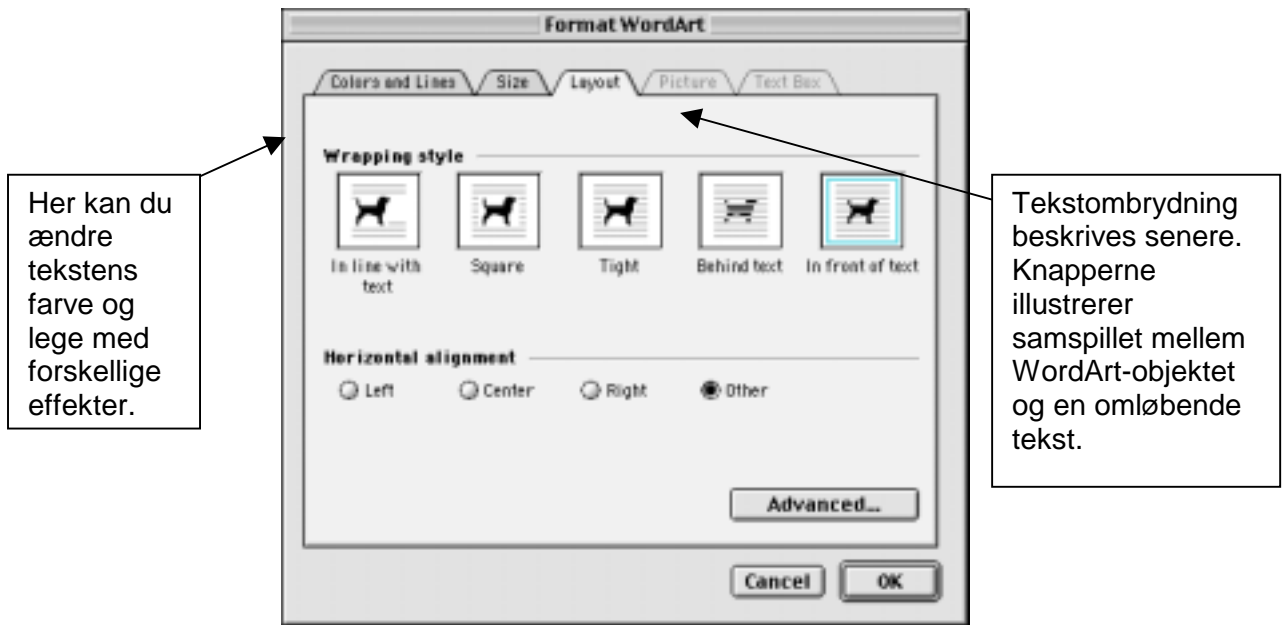 Format WordArt
Colors and Lines Size Layout Picture Text Box
Wrapping style
In line with
text
Square
Tight
Behind text
In front of text
Horizontal alignment
Left Center Right Other
Advanced...
Cancel OK
Her kan du
ændre
tekstens
farve og
lege med
forskellige
effekter.
Tekstombrydning
beskrives senere.
Knapperne
illustrerer
samspillet mellem
WordArt-objektet
og en omløbende
tekst.